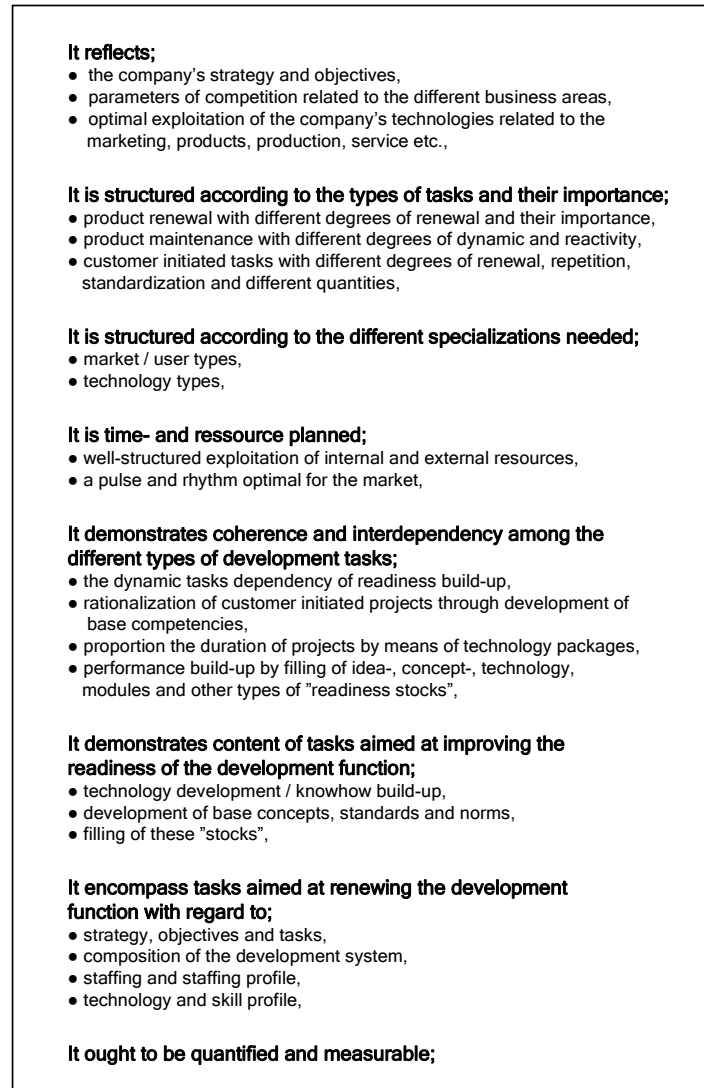 It reflects;
● the company's strategy and objectives,
● parameters of competition related to the different business areas,
● optimal exploitation of the company's technologies related to the
marketing, products, production, service etc.,
It is structured according to the types of tasks and their importance;
● product renewal with different degrees of renewal and their importance,
● product maintenance with different degrees of dynamic and reactivity,
● customer initiated tasks with different degrees of renewal, repetition,
standardization and different quantities,
It is structured according to the different specializations needed;
● market / user types,
● technology types,
It is time- and ressource planned;
● well-structured exploitation of internal and external resources,
● a pulse and rhythm optimal for the market,
It demonstrates coherence and interdependency among the
different types of development tasks;
● the dynamic tasks dependency of readiness build-up,
● rationalization of customer initiated projects through development of
base competencies,
● proportion the duration of projects by means of technology packages,
● performance build-up by filling of idea-, concept-, technology,
modules and other types of ”readiness stocks”,
It demonstrates content of tasks aimed at improving the
readiness of the development function;
● technology development / knowhow build-up,
● development of base concepts, standards and norms,
● filling of these ”stocks”,
It encompass tasks aimed at renewing the development
function with regard to;
● strategy, objectives and tasks,
● composition of the development system,
● staffing and staffing profile,
● technology and skill profile,
It ought to be quantified and measurable;